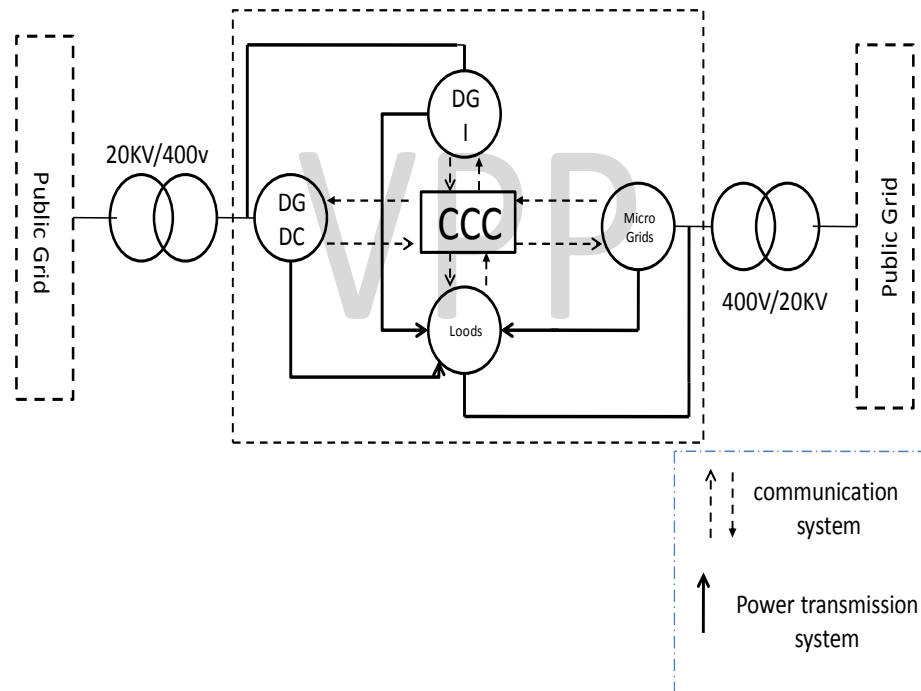 Public Grid
20KV/400v
DG
I
DG
DC
VPP
CCC
Micro
Grids
Loods
400V/20KV
Public Grid
communication
system
Power transmission
system